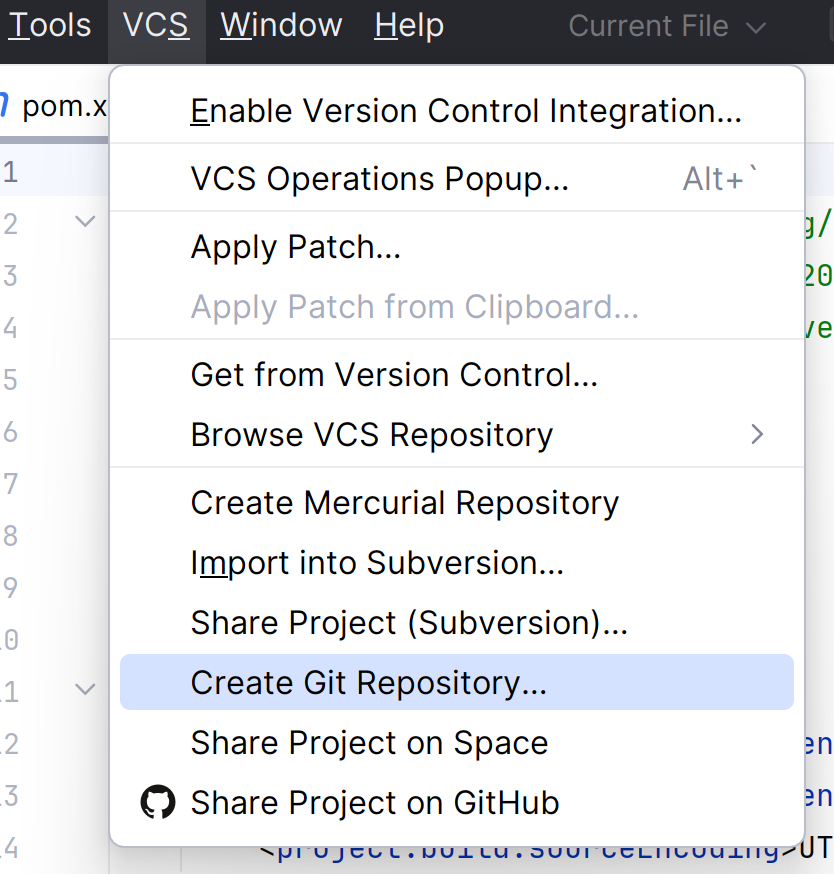 Tools VCS Window Help Current File
pom.x
Enable Version Control Integration...
1
VCS Operations Popup... Alt+`
2 g/
Apply Patch...
3 20
Apply Patch from Clipboard...
4 ve
5 Get from Version Control...
6 Browse VCS Repository
7
Create Mercurial Repository
8
Import into Subversion...
9
Share Project (Subversion)...
10
11 Create Git Repository...
12 Share Project on Space en
13 Share Project on GitHub en
14 <project.build.sourceEncoding>UT